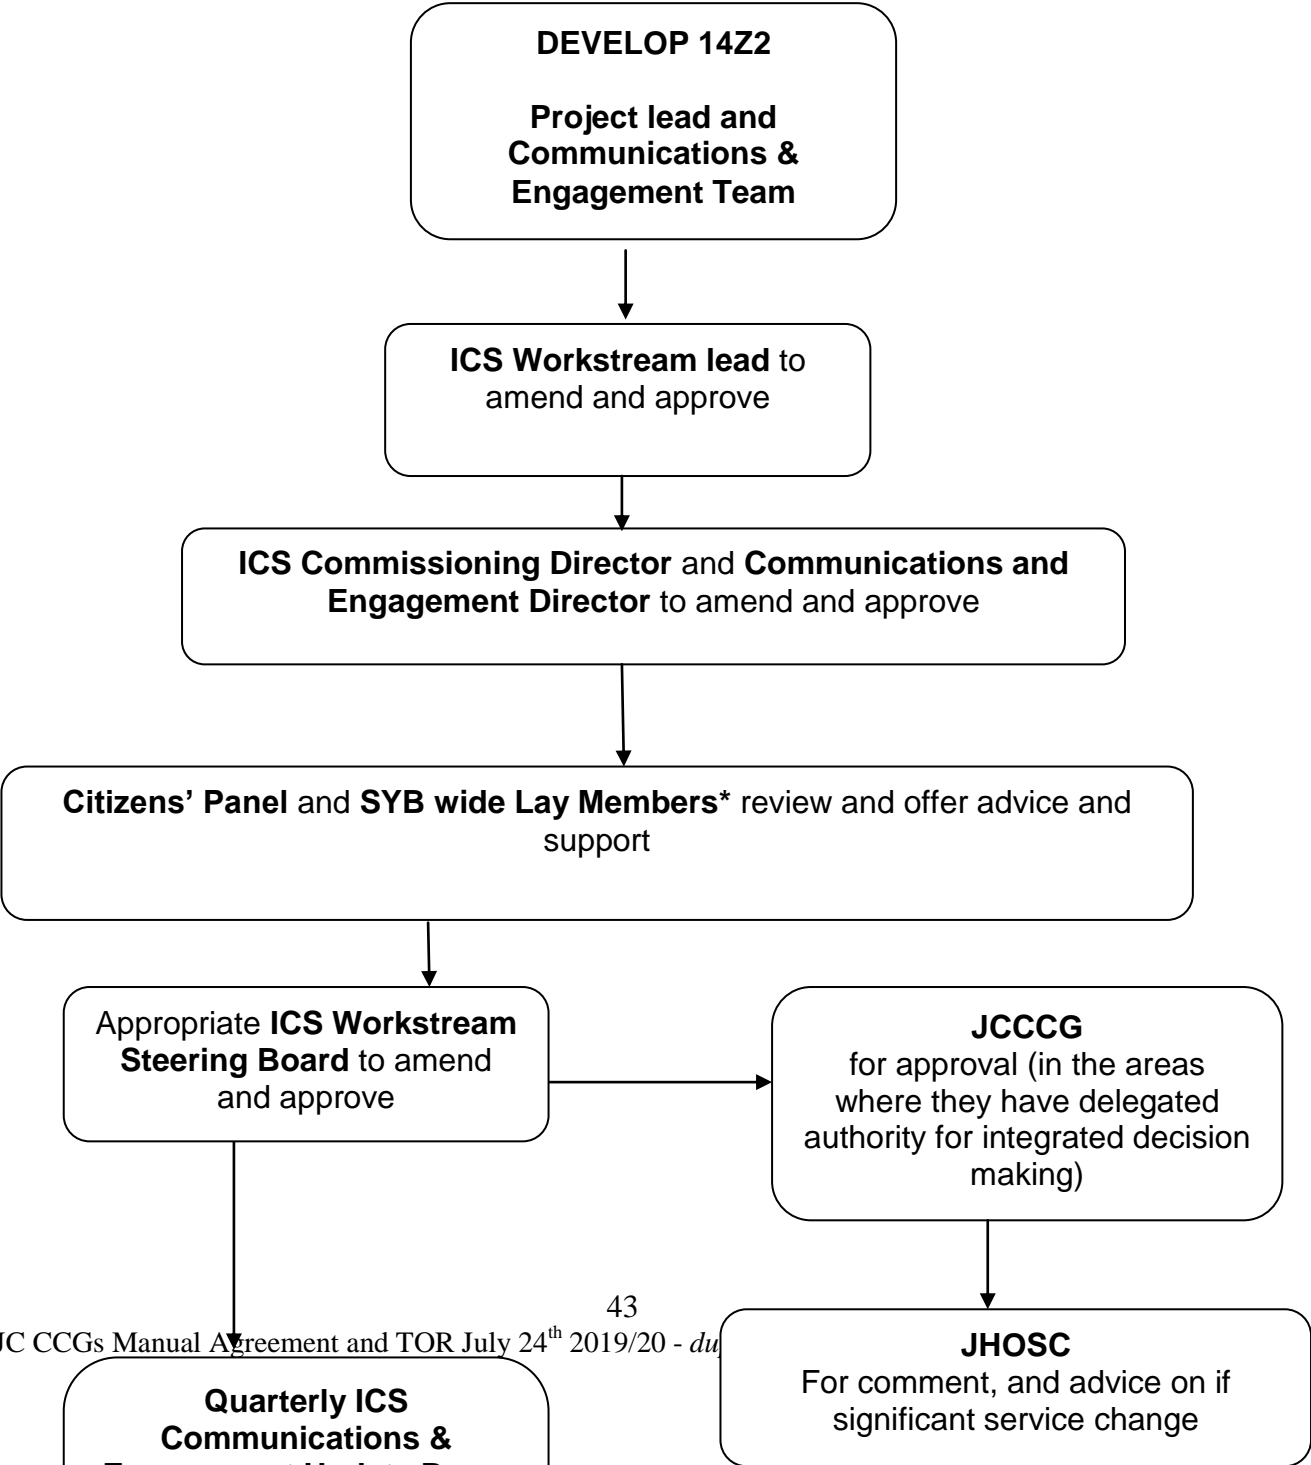 DEVELOP 14Z2
Project lead and
Communications &
Engagement Team
ICS Workstream lead to
amend and approve
ICS Commissioning Director and Communications and
Engagement Director to amend and approve
Citizens’ Panel and SYB wide Lay Members* review and offer advice and
support
Appropriate ICS Workstream
Steering Board to amend
and approve
JCCCG
for approval (in the areas
where they have delegated
authority for integrated decision
making)
43
JC CCGs Manual Agreement and TOR July 24th 2019/20 -
JHOSC
For comment, and advice on if
significant service change
Quarterly ICS
Communications &